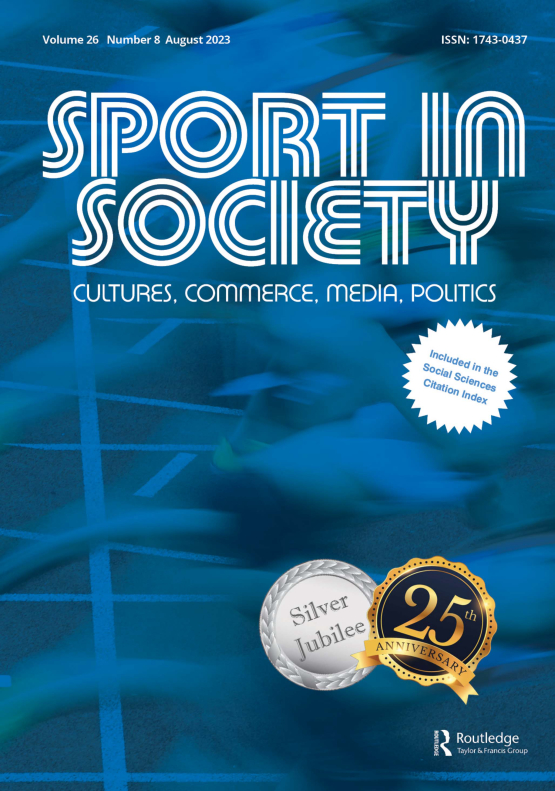 Volume 26 Number 8 August 2023
ISSN: 1743-0437
SPORT IN
SOCIETY
CULTURES, COMMERCE, MEDIA, POLITICS
Included in the
Social Sciences
Citation Index
Silver
Jubilee
25th
ANNIVERSARY
ROUTLEDGE
Routledge
Taylor & Francis Group